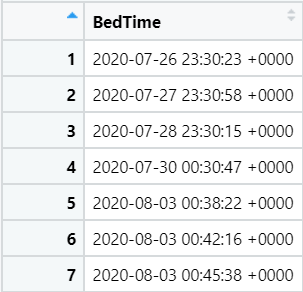 BedTime
1 2020-07-26 23:30:23 +0000
2 2020-07-27 23:30:58 +0000
3 2020-07-28 23:30:15 +0000
4 2020-07-30 00:30:47 +0000
5 2020-08-03 00:38:22 +0000
6 2020-08-03 00:42:16 +0000
7 2020-08-03 00:45:38 +0000